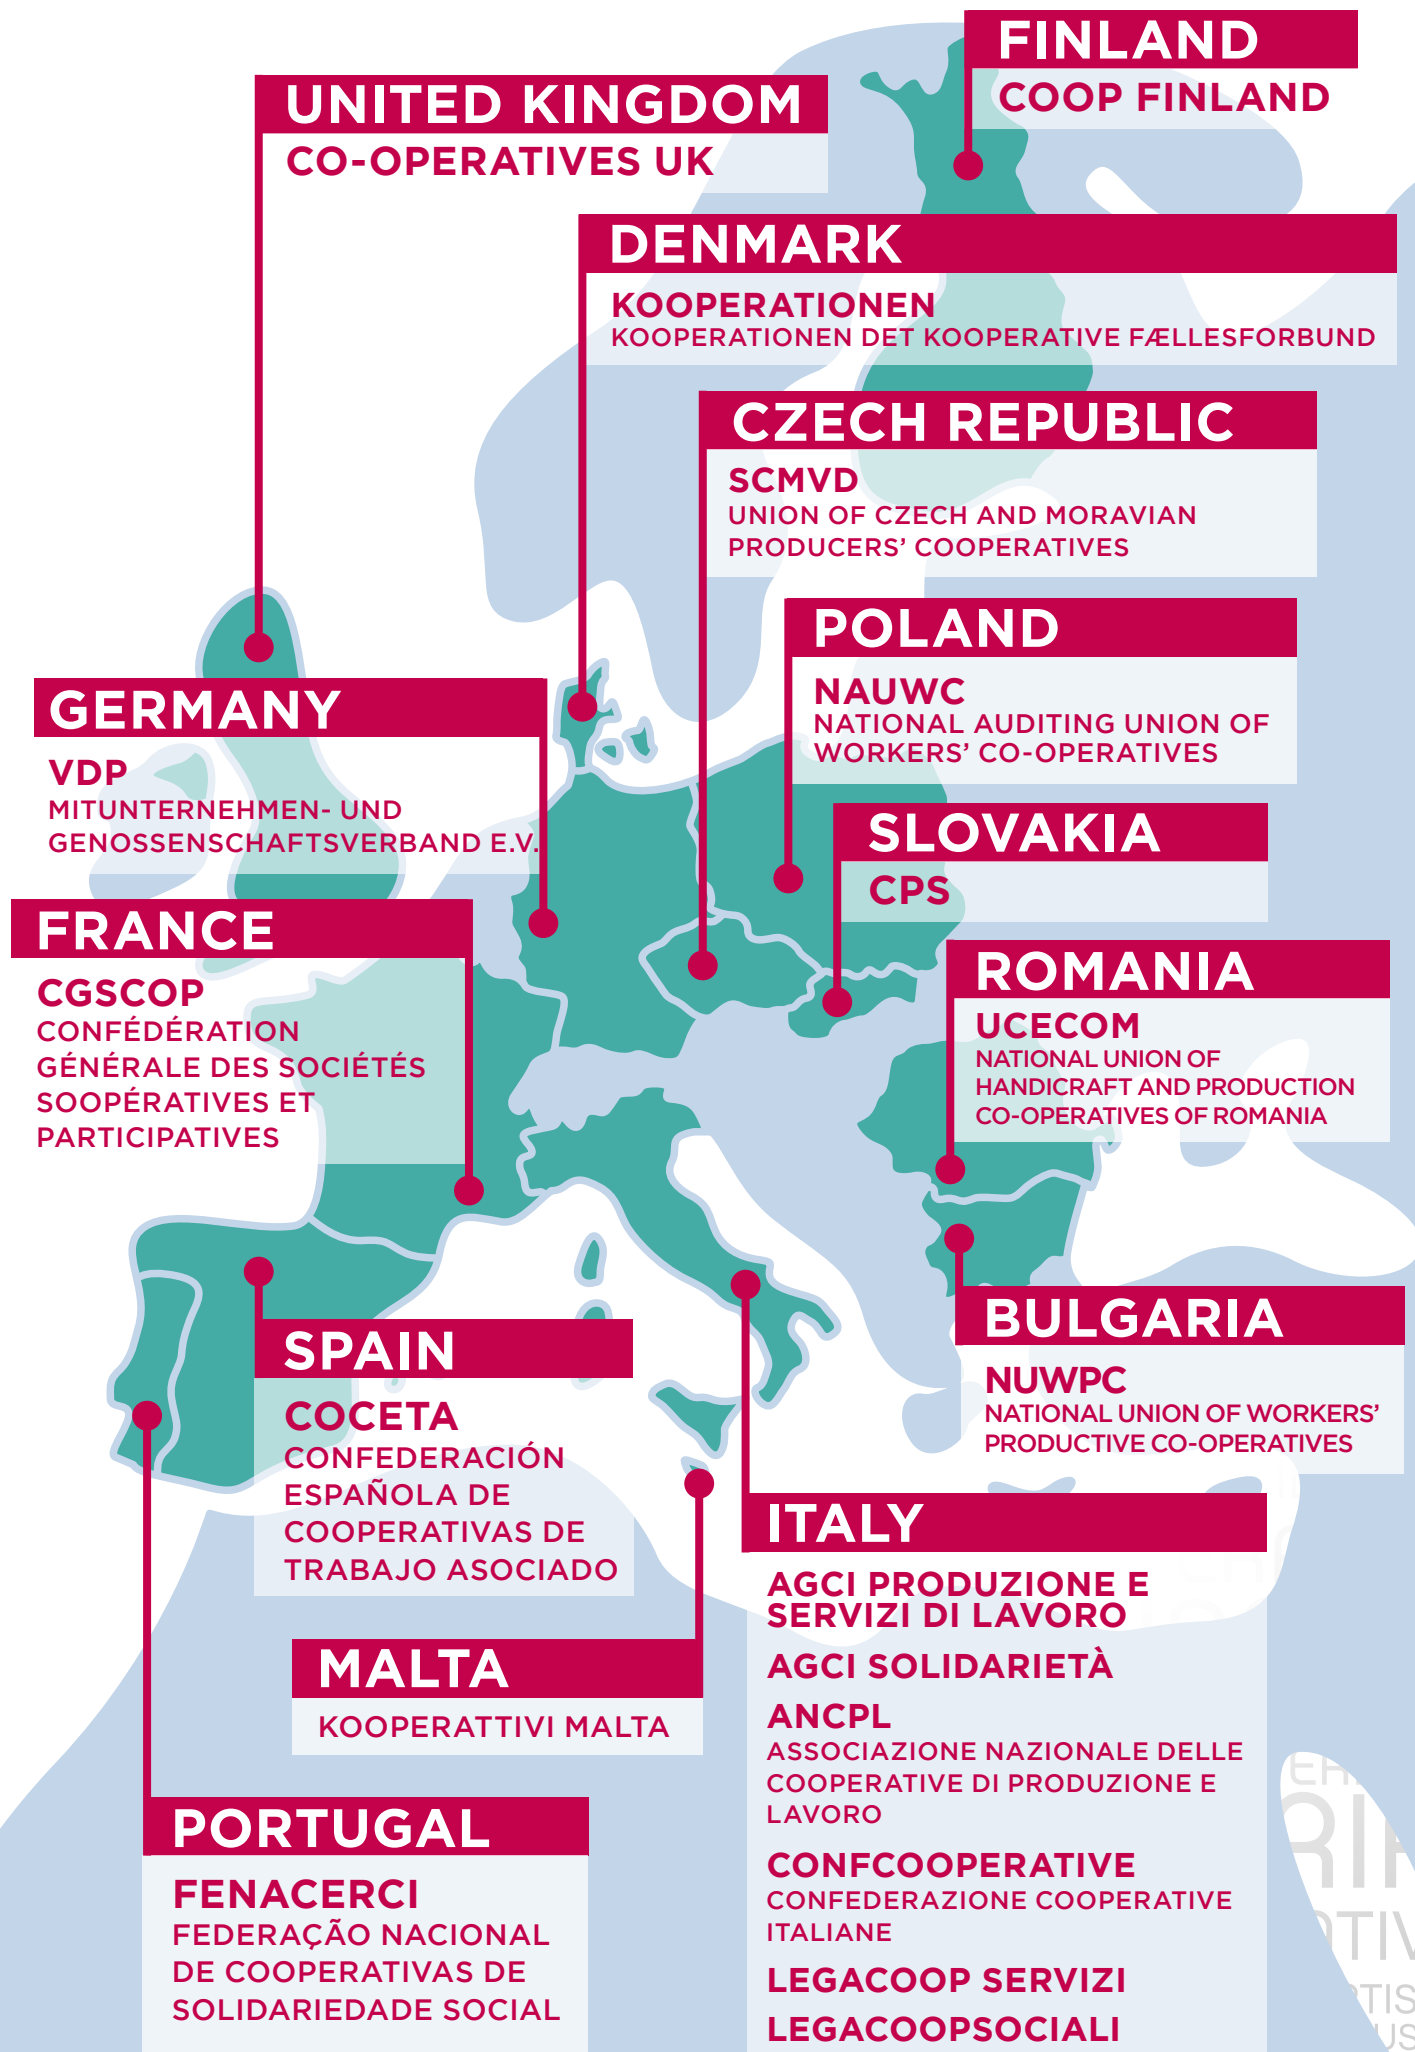 FINLAND
COOP FINLAND
UNITED KINGDOM
CO-OPERATIVES UK
DENMARK
KOOPERATIONEN
KOOPERATIONEN DET KOOPERATIVE FÆLLESFORBUND
CZECH REPUBLIC
SCMVD
UNION OF CZECH AND MORAVIAN
PRODUCERS' COOPERATIVES
POLAND
NAUWC
NATIONAL AUDITING UNION OF
WORKERS' CO-OPERATIVES
GERMANY
VDP
MITUNTERNEHMEN- UND
GENOSSENSCHAFTSVERBAND E.V.
SLOVAKIA
CPS
FRANCE
CGSCOP
CONFÉDÉRATION
GÉNÉRALE DES SOCIÉTÉS
SOOPÉRATIVES ET
PARTICIPATIVES
ROMANIA
UCECOM
NATIONAL UNION OF
HANDICRAFT AND PRODUCTION
CO-OPERATIVES OF ROMANIA
BULGARIA
NUWPC
NATIONAL UNION OF WORKERS'
PRODUCTIVE CO-OPERATIVES
SPAIN
COCETA
CONFEDERACIÓN
ESPAÑOLA DE
COOPERATIVAS DE
TRABAJO ASOCIADO
MALTA
KOOPERATTIVI MALTA
PORTUGAL
FENACERCI
FEDERAÇÃO NACIONAL
DE COOPERATIVAS DE
SOLIDARIEDADE SOCIAL
ITALY
AGCI PRODUZIONE E
SERVIZI DI LAVORO
AGCI SOLIDARIETÀ
ANCPL
ASSOCIAZIONE NAZIONALE DELLE
COOPERATIVE DI PRODUZIONE E
LAVORO
CONFCOOPERATIVE
CONFEDERAZIONE COOPERATIVE
ITALIANE
LEGACOOP SERVIZI
LEGACOOPSOCIALI